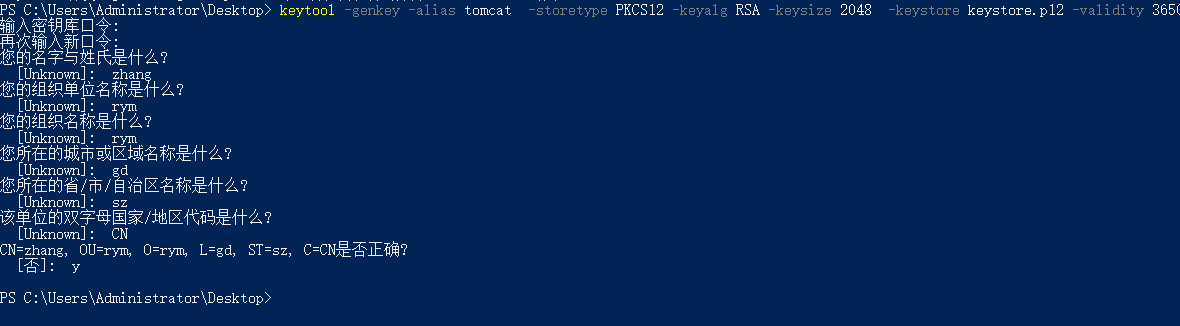 PS C:\Users\Administrator\Desktop> keytool -genkey -alias tomcat  -storetype PKCS12 -keyalg RSA -keysize 2048  -keystore keystore.p12 -validity 3650
输入密钥库口令:
再次输入新口令:
您的名字与姓氏是什么?
  [Unknown]:  zhang
您的组织单位名称是什么?
  [Unknown]:  rym
您的组织名称是什么?
  [Unknown]:  rym
您所在的城市或区域名称是什么?
  [Unknown]:  gd
您所在的省/市/自治区名称是什么?
  [Unknown]:  sz
该单位的双字母国家/地区代码是什么?
  [Unknown]:  CN
CN=zhang, OU=rym, O=rym, L=gd, ST=sz, C=CN是否正确?
  [否]:  y
PS C:\Users\Administrator\Desktop>